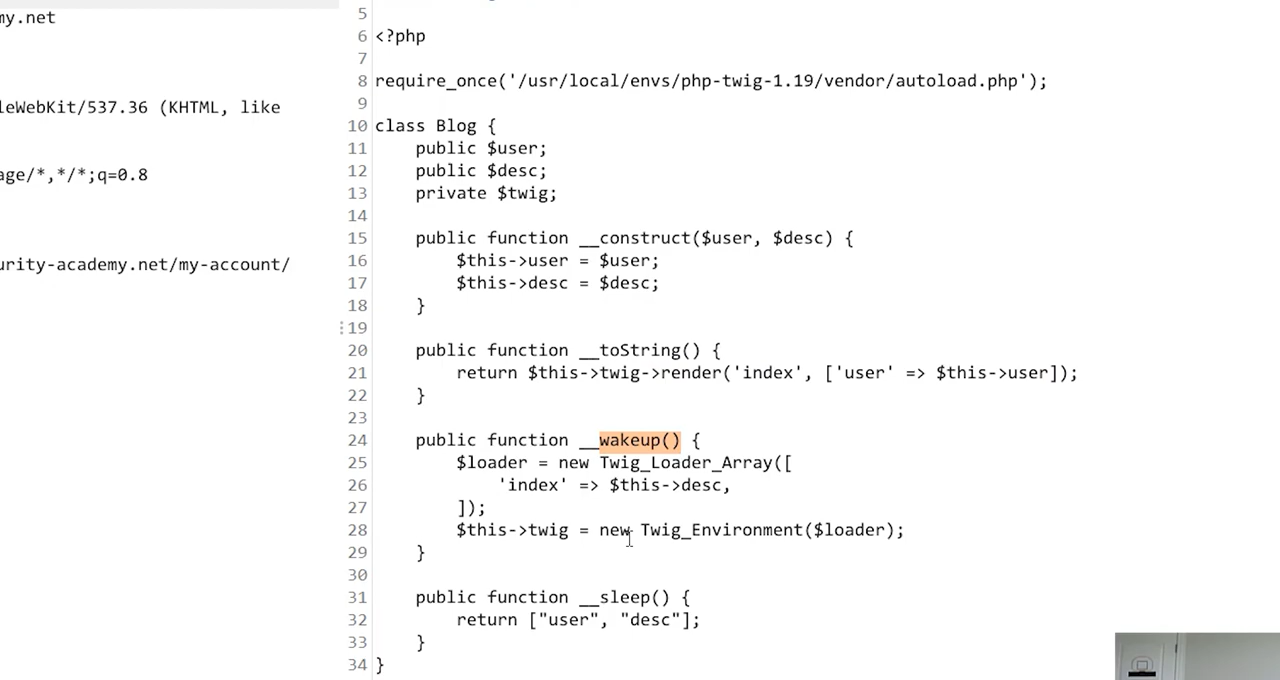 my.net
leWebKit/537.36 (KHTML, like
age/*,*/*;q=0.8
urity-academy.net/my-account/
5
6 <?php
7
8 require_once('/usr/local/envs/php-twig-1.19/vendor/autoload.php');
9
10 class Blog {
11 public $user;
12 public $desc;
13 private $twig;
14
15 public function __construct($user, $desc) {
16 $this->user = $user;
17 $this->desc = $desc;
18 }
19
20 public function __toString() {
21 return $this->twig->render('index', ['user' => $this->user]);
22 }
23
24 public function __wakeup() {
25 $loader = new Twig_Loader_Array([
26 'index' => $this->desc,
27 ]);
28 $this->twig = new Twig_Environment($loader);
29 }
30
31 public function __sleep() {
32 return ["user", "desc"];
33 }
34 }